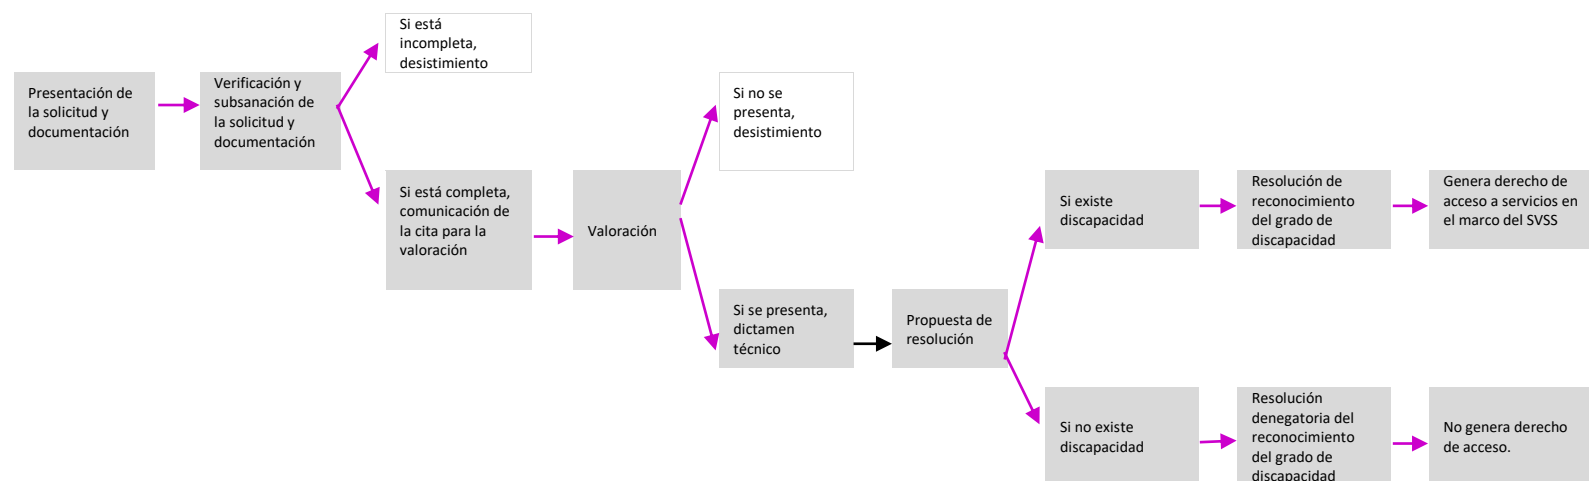 Presentación de
la solicitud y
documentación
Verificación y
subsanación de
la solicitud y
documentación
Si está
incompleta,
desistimiento
Si está completa,
comunicación de
la cita para la
valoración
Valoración
Si no se
presenta,
desistimiento
Si se presenta,
dictamen
técnico
Propuesta de
resolución
Si existe
discapacidad
Resolución de
reconocimiento
del grado de
discapacidad
Genera derecho de
acceso a servicios en
el marco del SVSS
Si no existe
discapacidad
Resolución
denegatoria del
reconocimiento
del grado de
discapacidad
No genera derecho
de acceso.